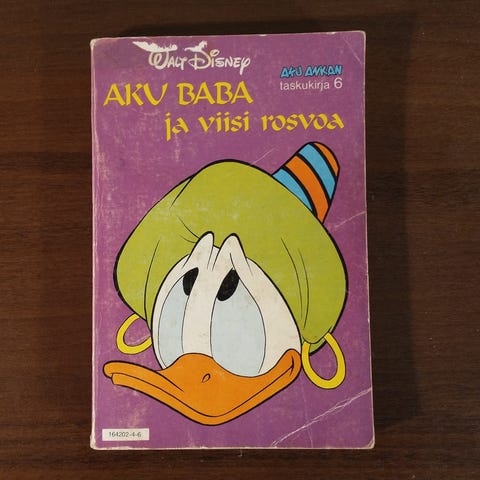 Walt Disney
AKU ANKAN
taskukirja 6
AKU BABA
ja viisi rosvoa
164202-4-6